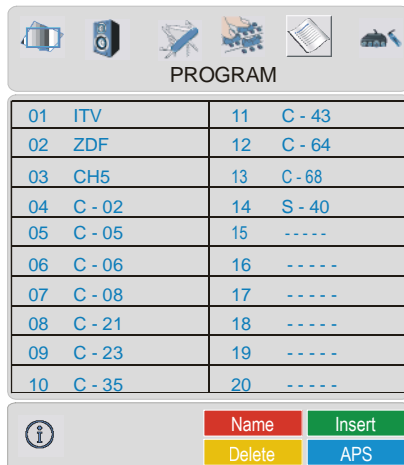 PROGRAM
01 ITV 11 C - 43
02 ZDF 12 C - 64
03 CH5 13 C - 68
04 C - 02 14 S - 40
05 C - 05 15 - - - - -
06 C - 06 16 - - - - -
07 C - 08 17 - - - - -
08 C - 21 18 - - - - -
09 C - 23 19 - - - - -
10 C - 35 20 - - - - -
i Name Insert
Delete APS